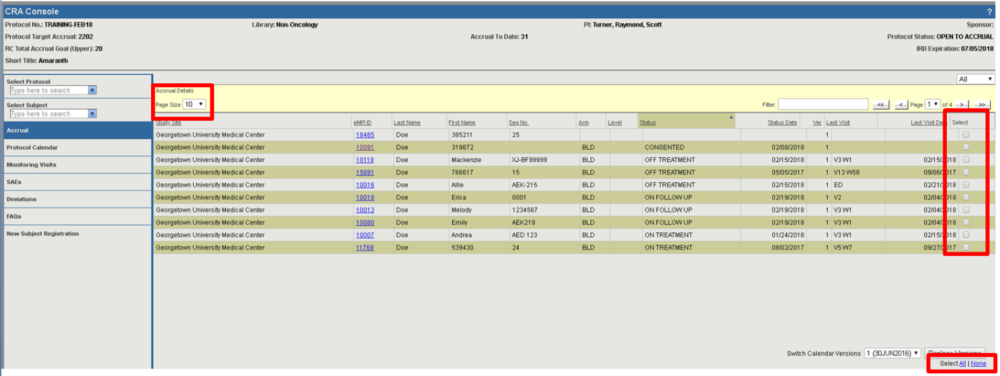 CRA Console ?
Protocol No.: TRAINING-FEB18 Library: Non-Oncology PI: Turner, Raymond, Scott Sponsor:
Protocol Target Accrual: 2202 Accrual To Date: 31 Protocol Status: OPEN TO ACCRUAL
RC Total Accrual Goal (Upper): 20 IRB Expiration: 07/05/2018
Short Title: Amaranth
All
Select Protocol
Type here to search
Select Subject
Type here to search
Accrual
Protocol Calendar
Monitoring Visits
SAEs
Deviations
FAQs
New Subject Registration
Accrual Details
Page Size 10 Filter: << < Page 1 of 4 > >>
Study Site eMPI ID Last Name First Name Seq No. Arm Level Status Status Date Ver Last Visit Last Visit Date Select
Georgetown University Medical Center 18485 Doe 385211 25 1
Georgetown University Medical Center 10091 Doe 319872 BLD CONSENTED 02/08/2018 1
Georgetown University Medical Center 10119 Doe Mackenzie XJ-BF99999 BLD OFF TREATMENT 02/15/2018 1 V3 W1 02/15/2018
Georgetown University Medical Center 15891 Doe 766617 15 BLD OFF TREATMENT 05/05/2017 1 V13 W58 09/06/2017
Georgetown University Medical Center 10016 Doe Allie AEK-215 BLD OFF TREATMENT 02/15/2018 1 ED 02/21/2018
Georgetown University Medical Center 10018 Doe Erica 0001 BLD ON FOLLOW UP 02/19/2018 1 V2 02/04/2018
Georgetown University Medical Center 10013 Doe Melody 1234567 BLD ON FOLLOW UP 02/19/2018 1 V3 W1 02/04/2018
Georgetown University Medical Center 10080 Doe Emily AEK219 BLD ON FOLLOW UP 02/19/2018 1 V3 W1 02/04/2018
Georgetown University Medical Center 10007 Doe Andrea AED 123 BLD ON TREATMENT 01/24/2018 1 V3 W1 02/15/2018
Georgetown University Medical Center 11768 Doe 539430 24 BLD ON TREATMENT 08/02/2017 1 V5 W7 09/27/2017
Switch Calendar Versions 1 (30JUN2016) Replace Versions
Select All | None